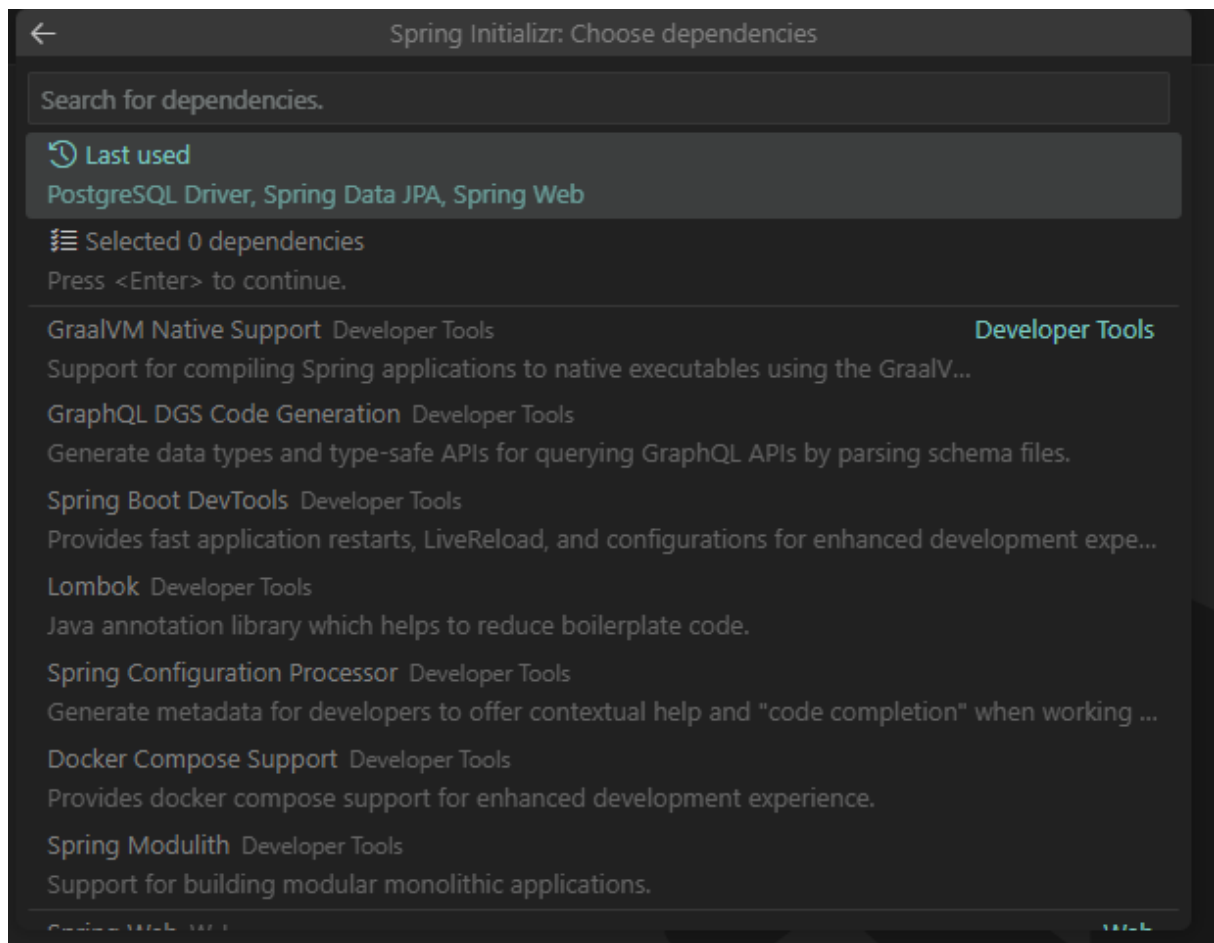 Spring Initializr: Choose dependencies
Search for dependencies.
Last used
PostgreSQL Driver, Spring Data JPA, Spring Web
Selected 0 dependencies
Press <Enter> to continue.
GraalVM Native Support Developer Tools Developer Tools
Support for compiling Spring applications to native executables using the GraalV...
GraphQL DGS Code Generation Developer Tools
Generate data types and type-safe APIs for querying GraphQL APIs by parsing schema files.
Spring Boot DevTools Developer Tools
Provides fast application restarts, LiveReload, and configurations for enhanced development expe...
Lombok Developer Tools
Java annotation library which helps to reduce boilerplate code.
Spring Configuration Processor Developer Tools
Generate metadata for developers to offer contextual help and "code completion" when working ...
Docker Compose Support Developer Tools
Provides docker compose support for enhanced development experience.
Spring Modulith Developer Tools
Support for building modular monolithic applications.
Spring Web Web Web